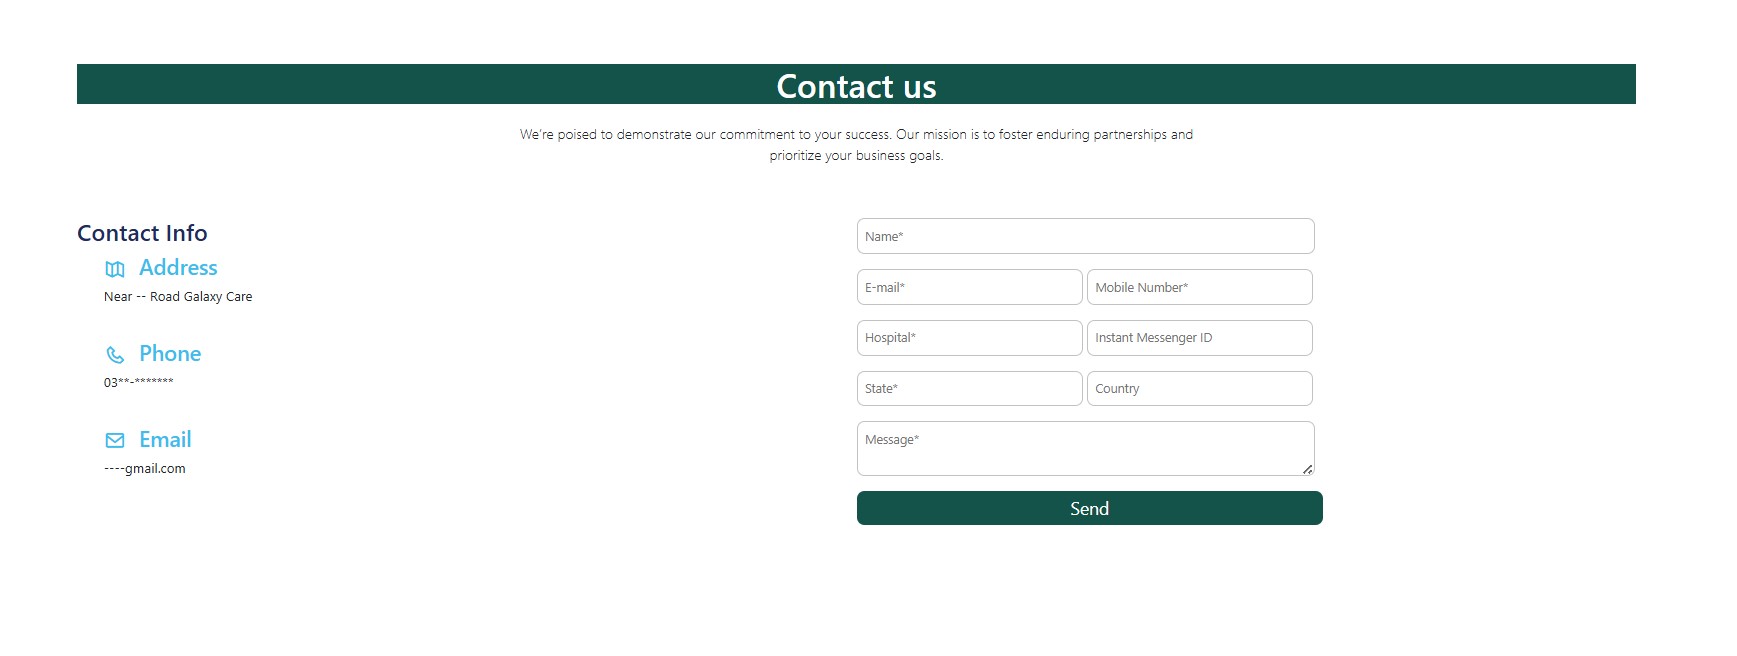 Contact us
We're poised to demonstrate our commitment to your success. Our mission is to foster enduring partnerships and
prioritize your business goals.
Contact Info
Address
Near -- Road Galaxy Care
Phone
03**-*******
Email
----gmail.com
Name*
E-mail* Mobile Number*
Hospital* Instant Messenger ID
State* Country
Message*
Send